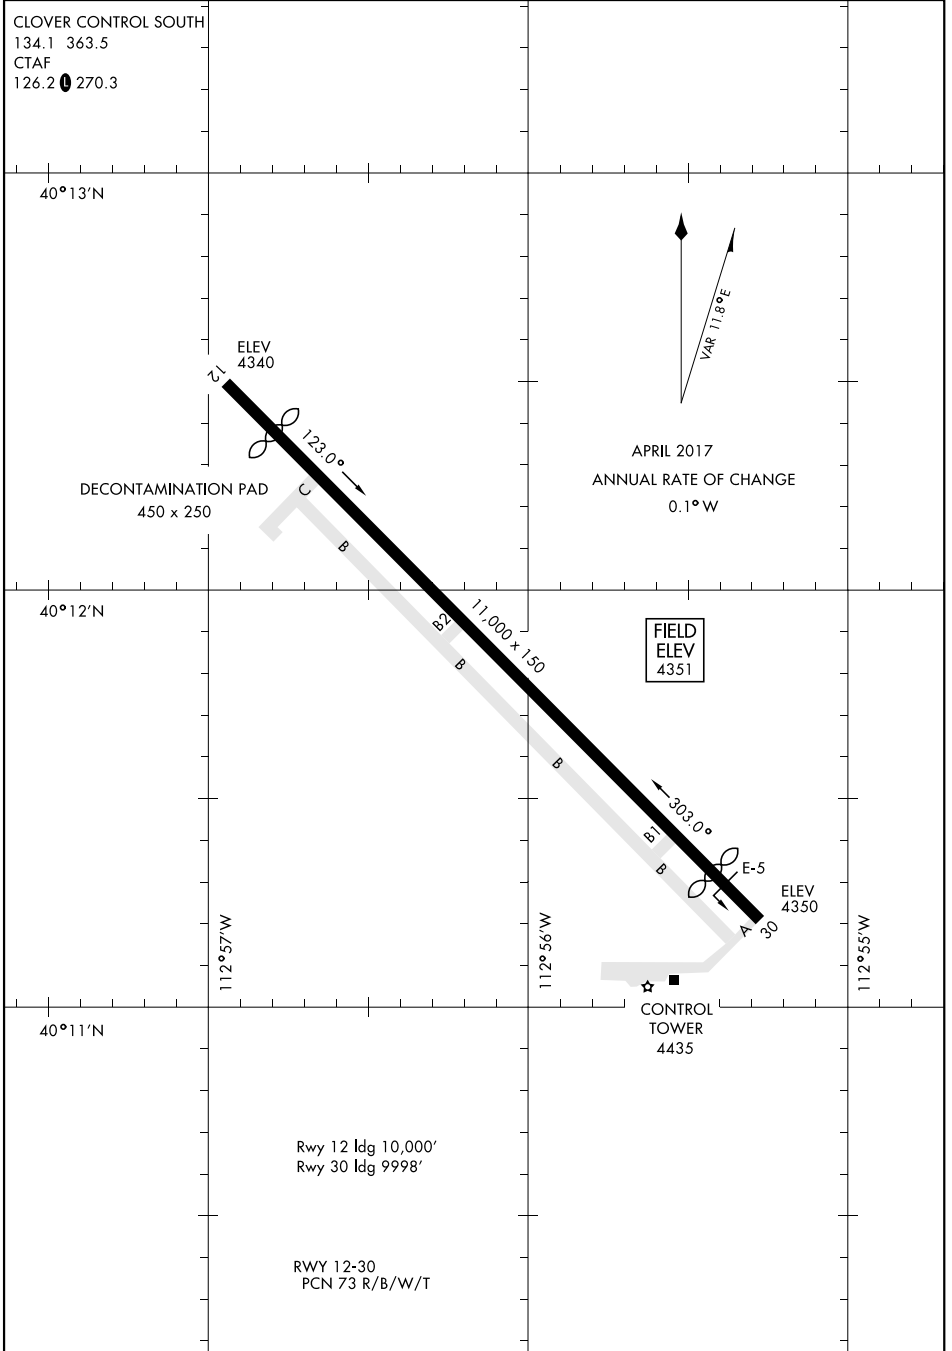 CLOVER CONTROL SOUTH
134.1 363.5
CTAF
126.2 L 270.3
40°13'N
VAR 11.8°E
ELEV
4340
12
123.0°
APRIL 2017
ANNUAL RATE OF CHANGE
0.1°W
DECONTAMINATION PAD
450 x 250
C
B
40°12'N
B2
11,000 x 150
B
FIELD
ELEV
4351
B
303.0°
B1
B
E-5
ELEV
4350
A
30
112°57'W
112°56'W
112°55'W
CONTROL
TOWER
4435
40°11'N
Rwy 12 ldg 10,000'
Rwy 30 ldg 9998'
RWY 12-30
PCN 73 R/B/W/T